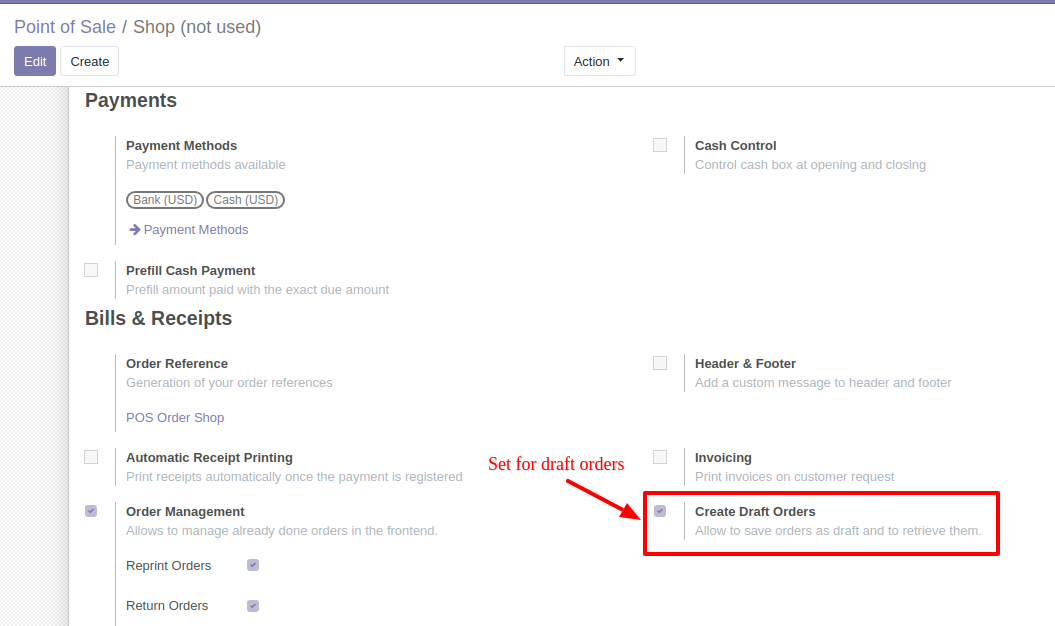 Point of Sale / Shop (not used)
Edit Create Action
Payments
Payment Methods
Payment methods available
Bank (USD) Cash (USD)
Payment Methods
Cash Control
Control cash box at opening and closing
Prefill Cash Payment
Prefill amount paid with the exact due amount
Bills & Receipts
Order Reference
Generation of your order references
POS Order Shop
Header & Footer
Add a custom message to header and footer
Automatic Receipt Printing
Print receipts automatically once the payment is registered
Set for draft orders
Invoicing
Print invoices on customer request
Order Management
Allows to manage already done orders in the frontend.
Reprint Orders
Return Orders
Create Draft Orders
Allow to save orders as draft and to retrieve them.